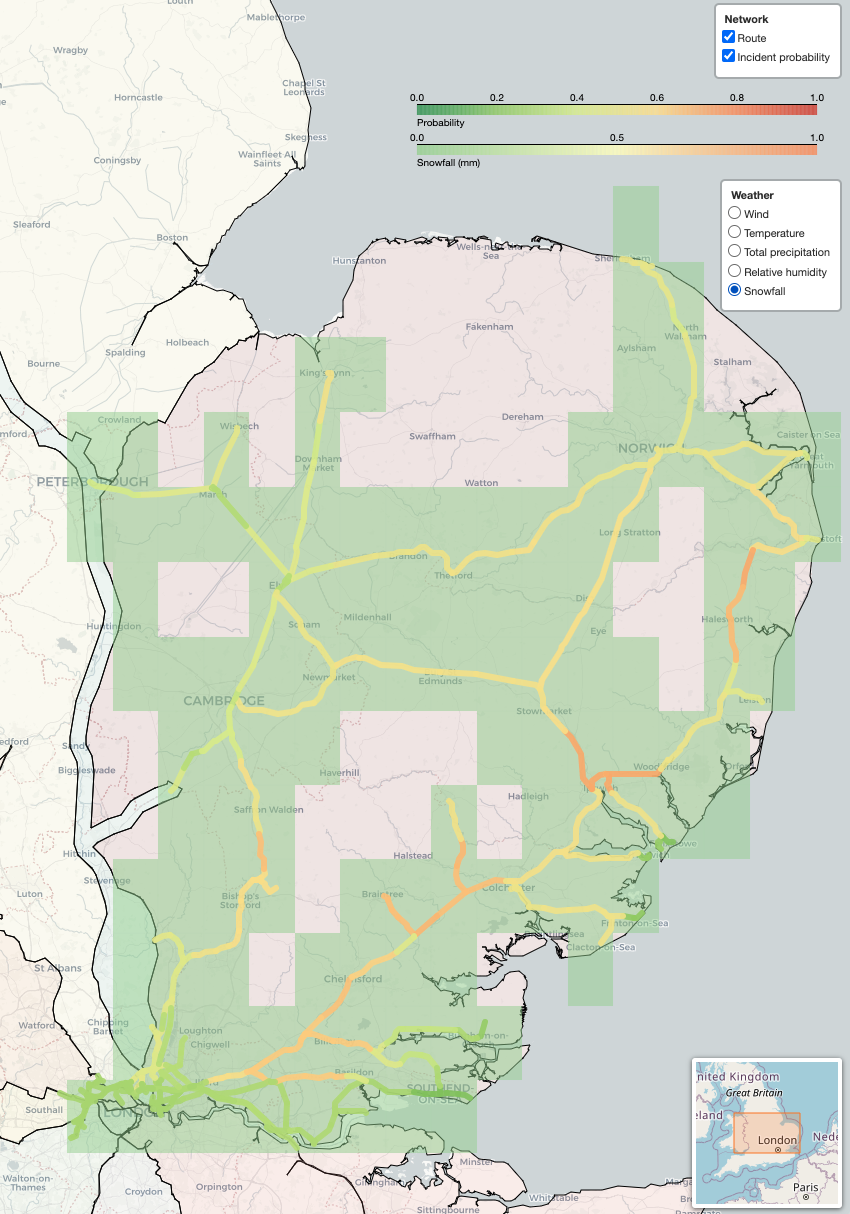 Louth
Mablethorpe
Wragby
Horncastle
Chapel St
Leonards
Coningsby
Skegness
Wainfleet All
Saints
Sleaford
Boston
Network
Route
Incident probability
0.0 0.2 0.4 0.6 0.8 1.0
Probability
0.0 0.5 1.0
Snowfall (mm)
Weather
Wind
Temperature
Total precipitation
Relative humidity
Snowfall
Hunstanton
Wells-next-the
Sea
Fakenham
North
Walsham
Aylsham
Stalham
Holbeach
Spalding
Bourne
King's Lynn
Crowland
Wisbech
Dereham
Swaffham
Downham
Market
NORWICH
Caister-on-Sea
Yarmouth
PETERBOROUGH
March
Watton
Long Stratton
Brandon
Thetford
Diss
Eye
Halesworth
Huntingdon
Soham
Mildenhall
Newmarket
Edmunds
CAMBRIDGE
Stowmarket
Leiston
Sandy
Biggleswade
Haverhill
Woodbridge
Hadleigh
Ipswich
Saffron Walden
Hitchin
Halstead
Stevenage
Luton
Bishop's
Stortford
Braintree
Colchester
Frinton-on-Sea
Clacton-on-Sea
St Albans
Chelmsford
Watford
Chipping
Barnet
Loughton
Chigwell
Basildon
SOUTHEND-
ON-SEA
Southall
LONDON
Walton-on-
Thames
Croydon
Orpington
Gillingham
Minster
Sittingbourne
Whitstable
United Kingdom
Great Britain
London
Paris